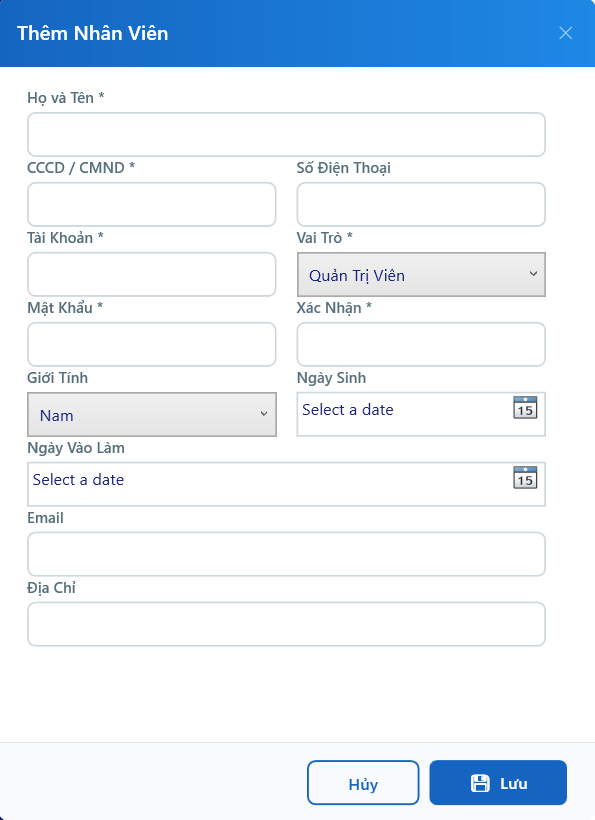 Thêm Nhân Viên
Họ và Tên *
CCCD / CMND * Số Điện Thoại
Tài Khoản * Vai Trò *
Quản Trị Viên
Mật Khẩu * Xác Nhận *
Giới Tính Ngày Sinh
Nam Select a date 15
Ngày Vào Làm
Select a date 15
Email
Địa Chỉ
Hủy Lưu